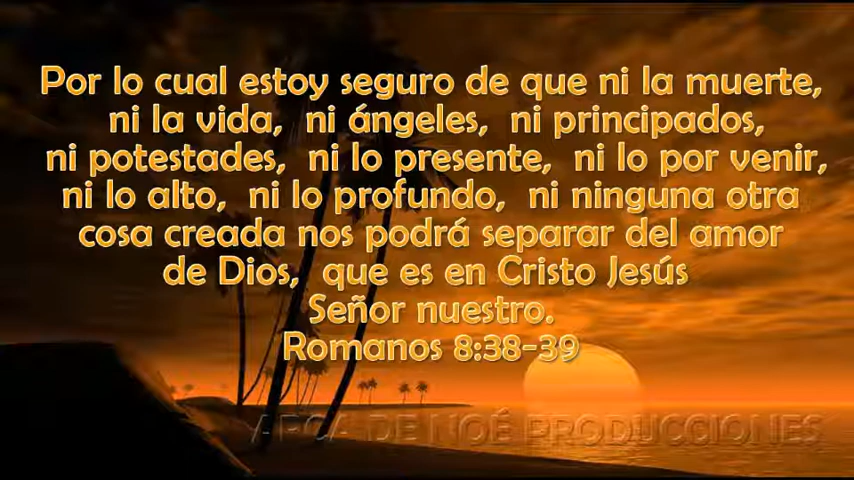 Por lo cual estoy seguro de que ni la muerte,
ni la vida, ni ángeles, ni principados,
ni potestades, ni lo presente, ni lo por venir,
ni lo alto, ni lo profundo, ni ninguna otra
cosa creada nos podrá separar del amor
de Dios, que es en Cristo Jesús
Señor nuestro.
Romanos 8:38-39
ARCA DE NOÉ PRODUCCIONES